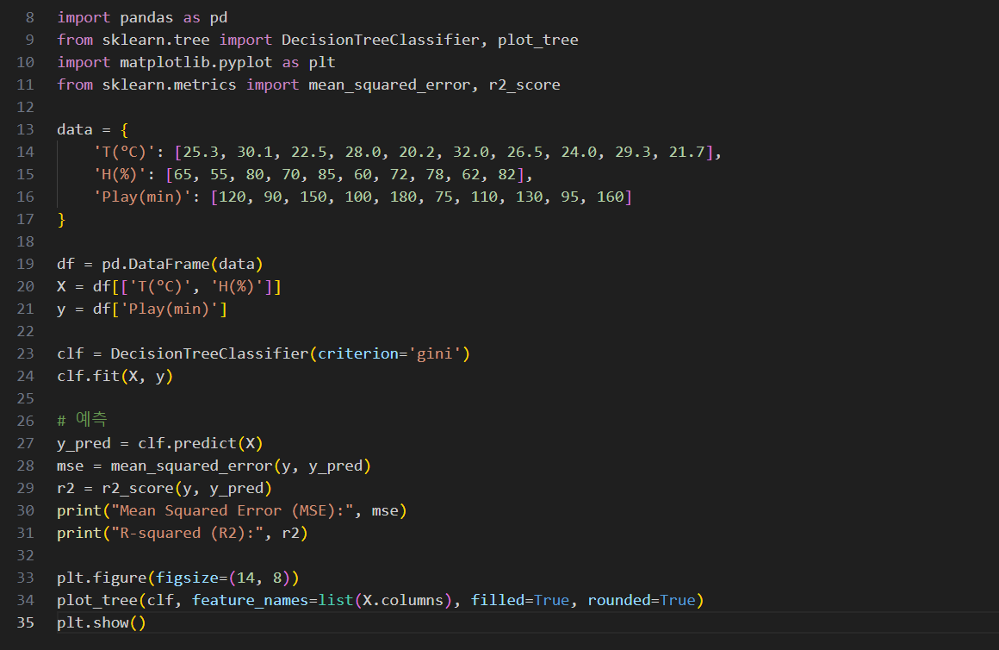 8 import pandas as pd
9 from sklearn.tree import DecisionTreeClassifier, plot_tree
10 import matplotlib.pyplot as plt
11 from sklearn.metrics import mean_squared_error, r2_score
12
13 data = {
14     'T(°C)': [25.3, 30.1, 22.5, 28.0, 20.2, 32.0, 26.5, 24.0, 29.3, 21.7],
15     'H(%)': [65, 55, 80, 70, 85, 60, 72, 78, 62, 82],
16     'Play(min)': [120, 90, 150, 100, 180, 75, 110, 130, 95, 160]
17 }
18
19 df = pd.DataFrame(data)
20 X = df[['T(°C)', 'H(%)']]
21 y = df['Play(min)']
22
23 clf = DecisionTreeClassifier(criterion='gini')
24 clf.fit(X, y)
25
26 # 예측
27 y_pred = clf.predict(X)
28 mse = mean_squared_error(y, y_pred)
29 r2 = r2_score(y, y_pred)
30 print("Mean Squared Error (MSE):", mse)
31 print("R-squared (R2):", r2)
32
33 plt.figure(figsize=(14, 8))
34 plot_tree(clf, feature_names=list(X.columns), filled=True, rounded=True)
35 plt.show()